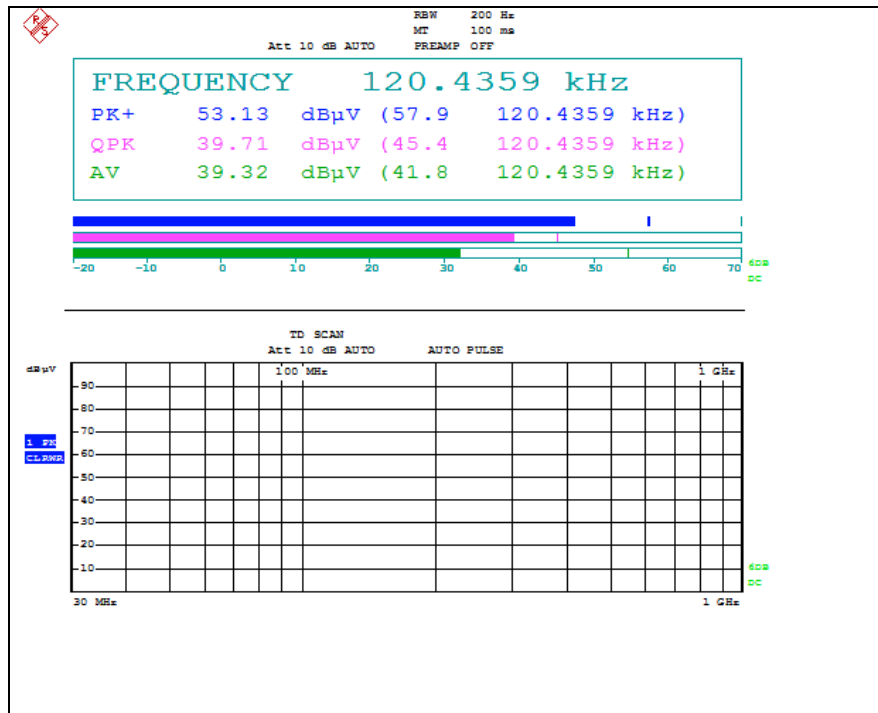 R S
RBW 200 Hz
MT 100 ms
Att 10 dB AUTO PREAMP OFF
FREQUENCY 120.4359 kHz
PK+ 53.13 dBµV (57.9 120.4359 kHz)
QPK 39.71 dBµV (45.4 120.4359 kHz)
AV 39.32 dBµV (41.8 120.4359 kHz)
-20 -10 0 10 20 30 40 50 60 70
6DB
DC
TD SCAN
Att 10 dB AUTO AUTO PULSE
dBµV
100 MHz 1 GHz
90
80
70
1 PK
60
CLRWR
50
40
30
20
10
6DB
DC
30 MHz 1 GHz